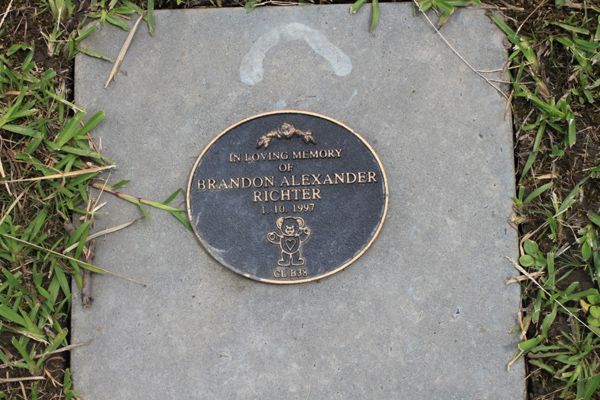 IN LOVING MEMORY
OF
BRANDON ALEXANDER
RICHTER
1. 10. 1997
CL B38